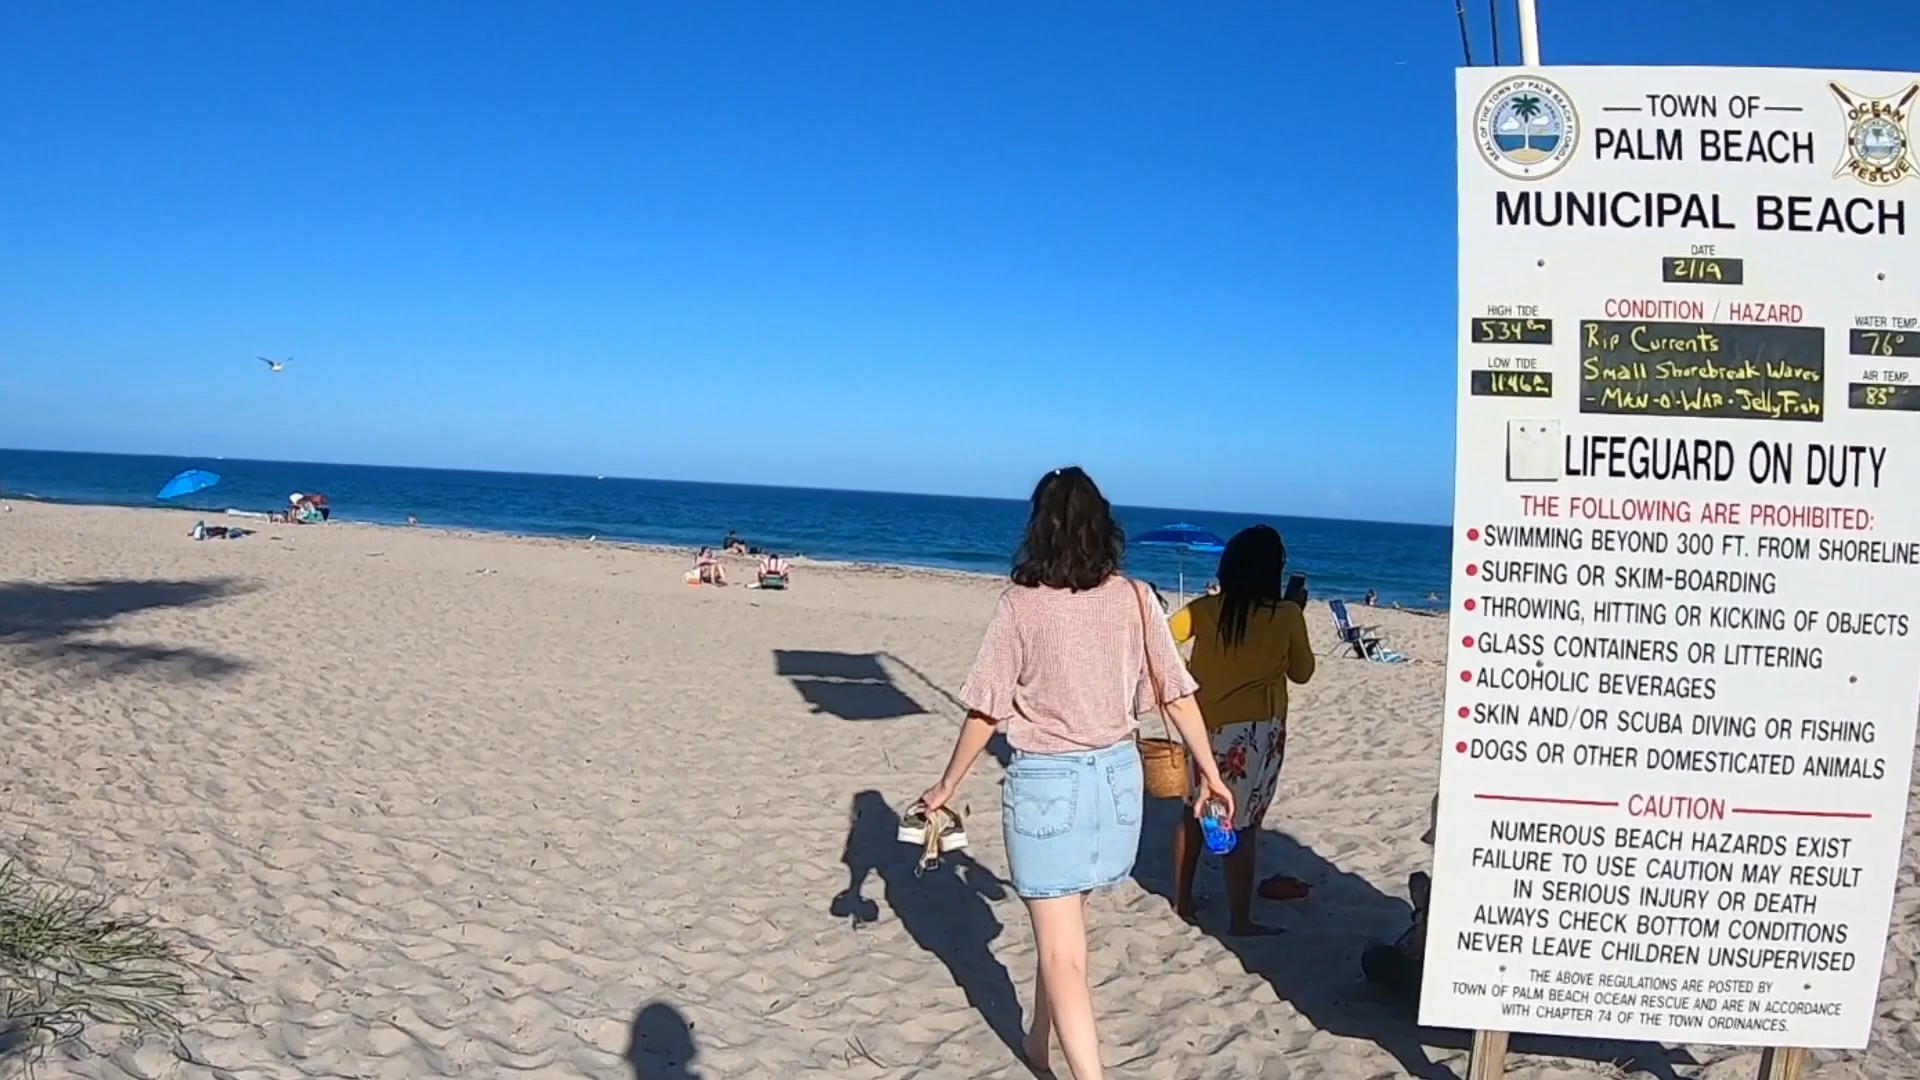 TOWN OF
PALM BEACH
OCEAN
RESCUE
MUNICIPAL BEACH
DATE
2/19
HIGH TIDE
534 pm
LOW TIDE
CONDITION / HAZARD
Rip Currents
Small Shorebreak Waves
- MAN-O-WAR - JellyFish
WATER TEMP.
76°
AIR TEMP.
83°
LIFEGUARD ON DUTY
THE FOLLOWING ARE PROHIBITED:
• SWIMMING BEYOND 300 FT. FROM SHORELINE
• SURFING OR SKIM-BOARDING
• THROWING, HITTING OR KICKING OF OBJECTS
• GLASS CONTAINERS OR LITTERING
• ALCOHOLIC BEVERAGES
• SKIN AND/OR SCUBA DIVING OR FISHING
• DOGS OR OTHER DOMESTICATED ANIMALS
CAUTION
NUMEROUS BEACH HAZARDS EXIST
FAILURE TO USE CAUTION MAY RESULT
IN SERIOUS INJURY OR DEATH
ALWAYS CHECK BOTTOM CONDITIONS
NEVER LEAVE CHILDREN UNSUPERVISED
THE ABOVE REGULATIONS ARE POSTED BY
TOWN OF PALM BEACH OCEAN RESCUE AND ARE IN ACCORDANCE
WITH CHAPTER 74 OF THE TOWN ORDINANCES.